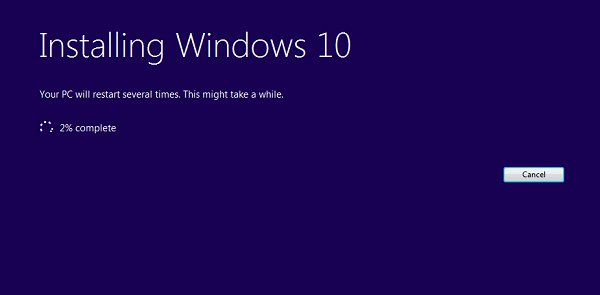 Installing Windows 10
Your PC will restart several times. This might take a while.
2% complete
Cancel